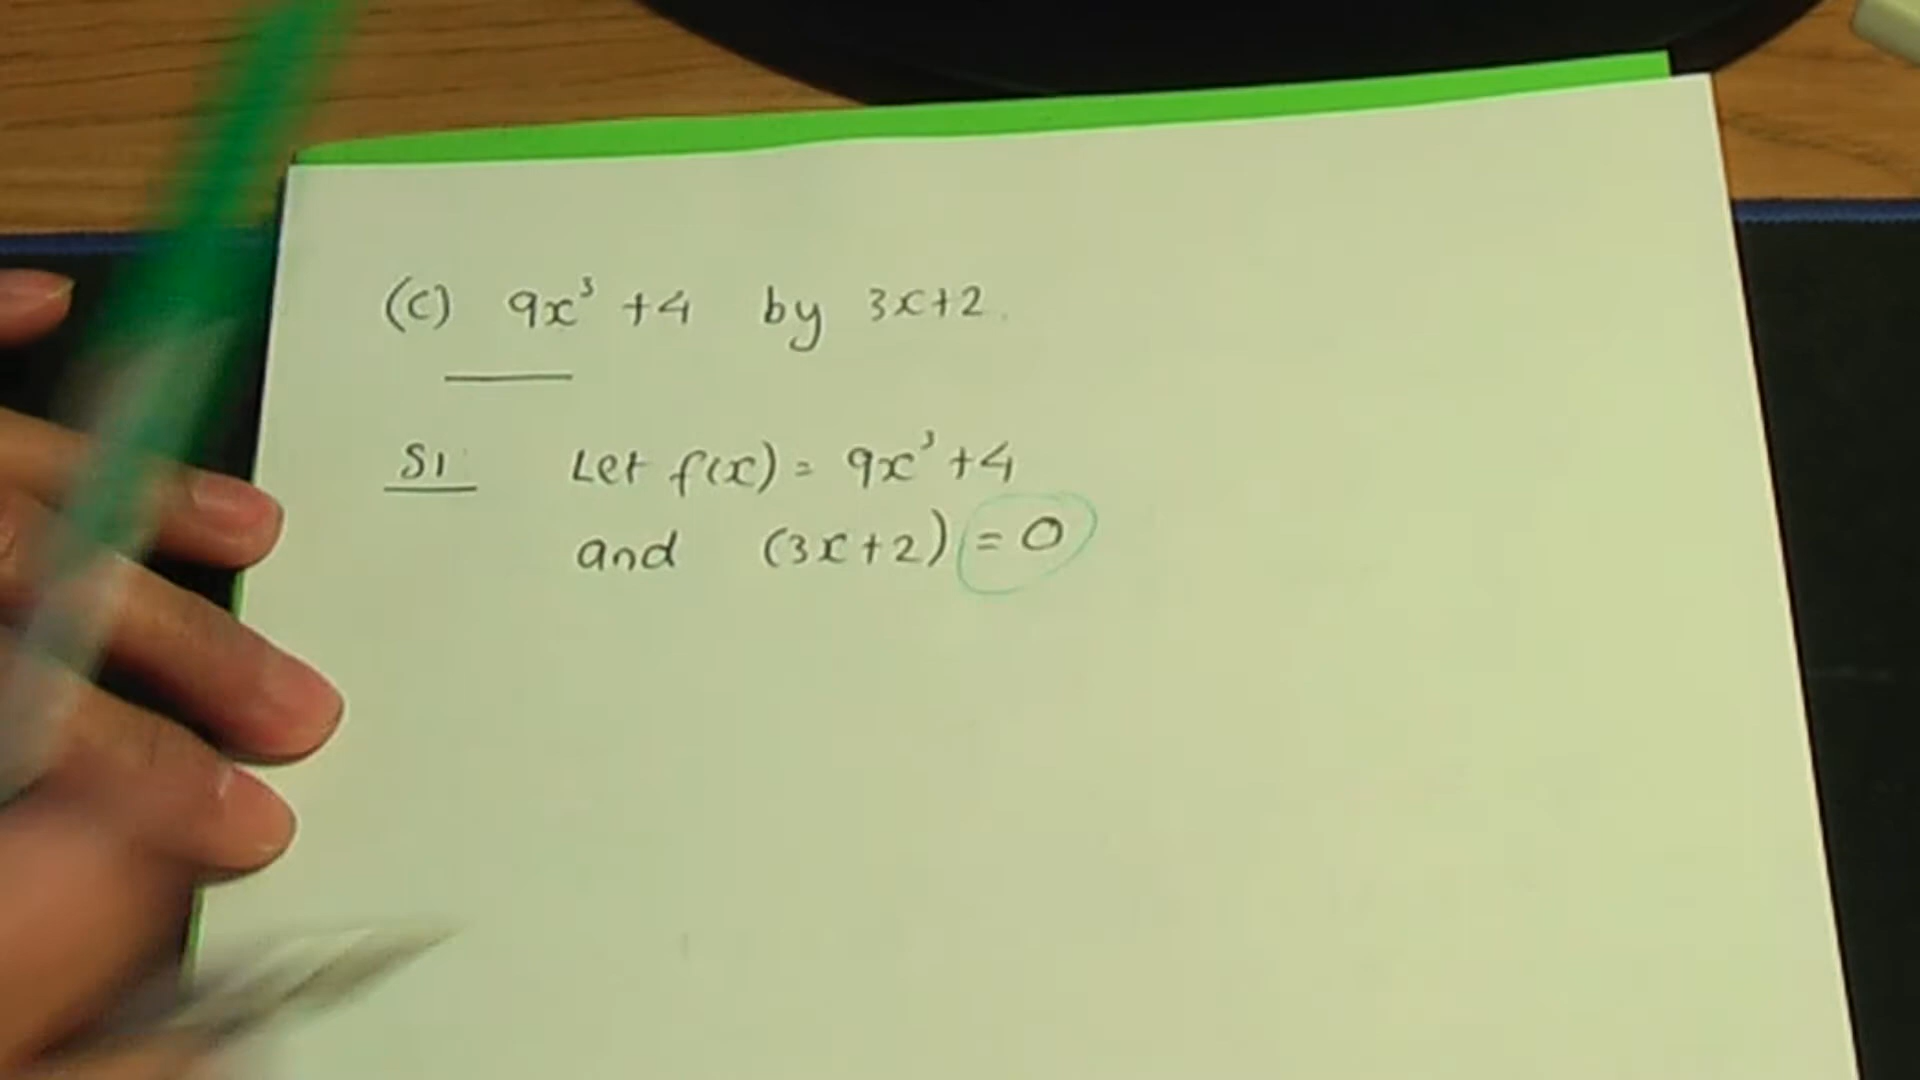 (c) 9x³ +4 by 3x+2
S1 Let f(x) = 9x³ +4
and (3x+2) = 0